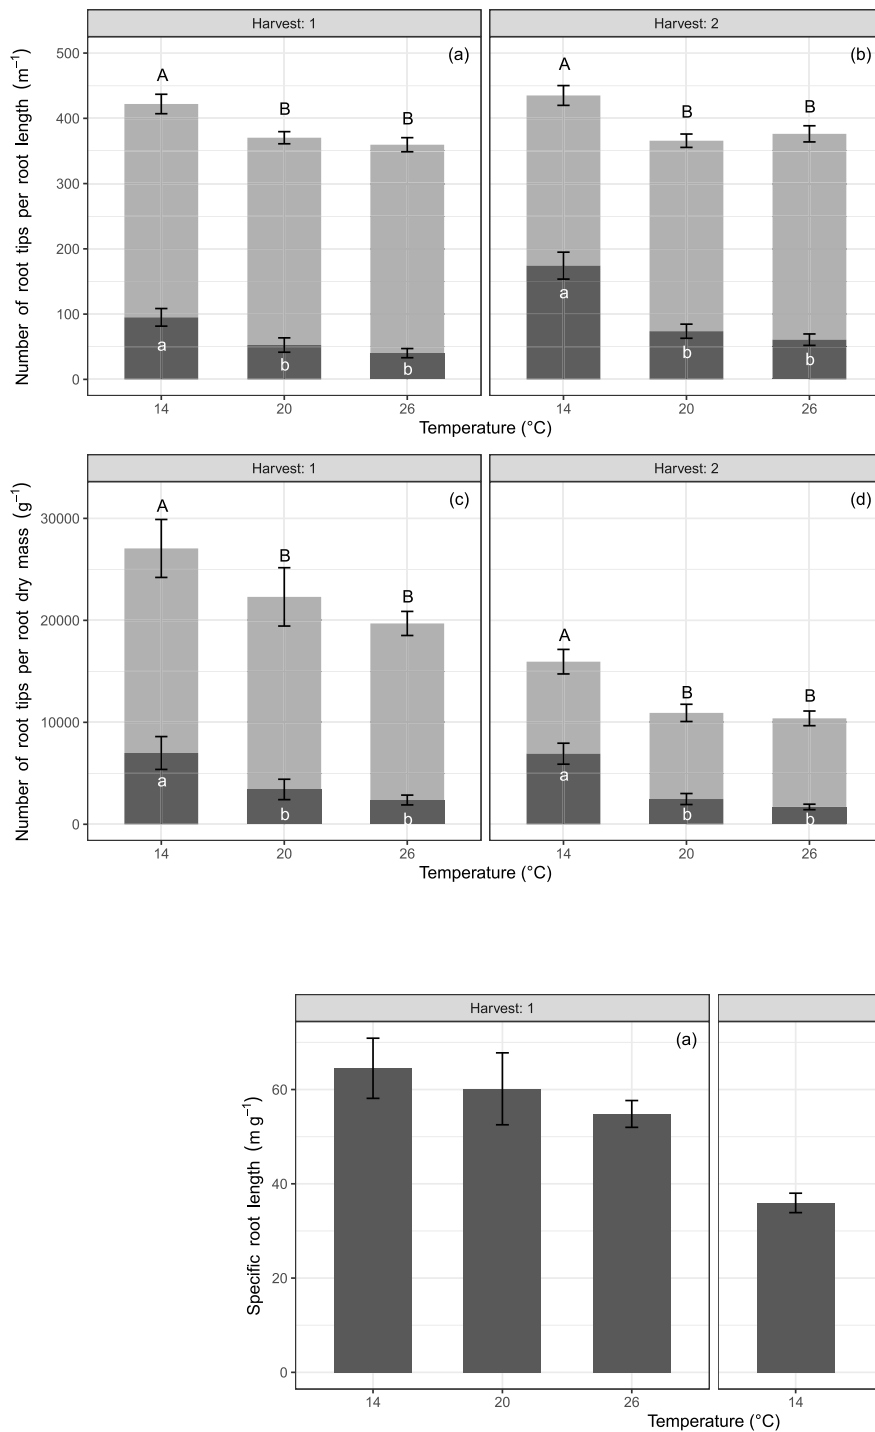 Harvest: 1 Harvest: 2
Number of root tips per root length (m⁻¹)
500 (a) (b)
A A
400 B B B B
300
200
a
100
a b b b b
0
14 20 26 14 20 26
Temperature (°C)
Harvest: 1 Harvest: 2
Number of root tips per root dry mass (g⁻¹)
(c) (d)
30000 A
B
B
20000
A
B B
10000
a a
b b b b
0
14 20 26 14 20 26
Temperature (°C)
Harvest: 1
Specific root length (m g⁻¹)
(a)
60
40
20
0
14 20 26 14
Temperature (°C)